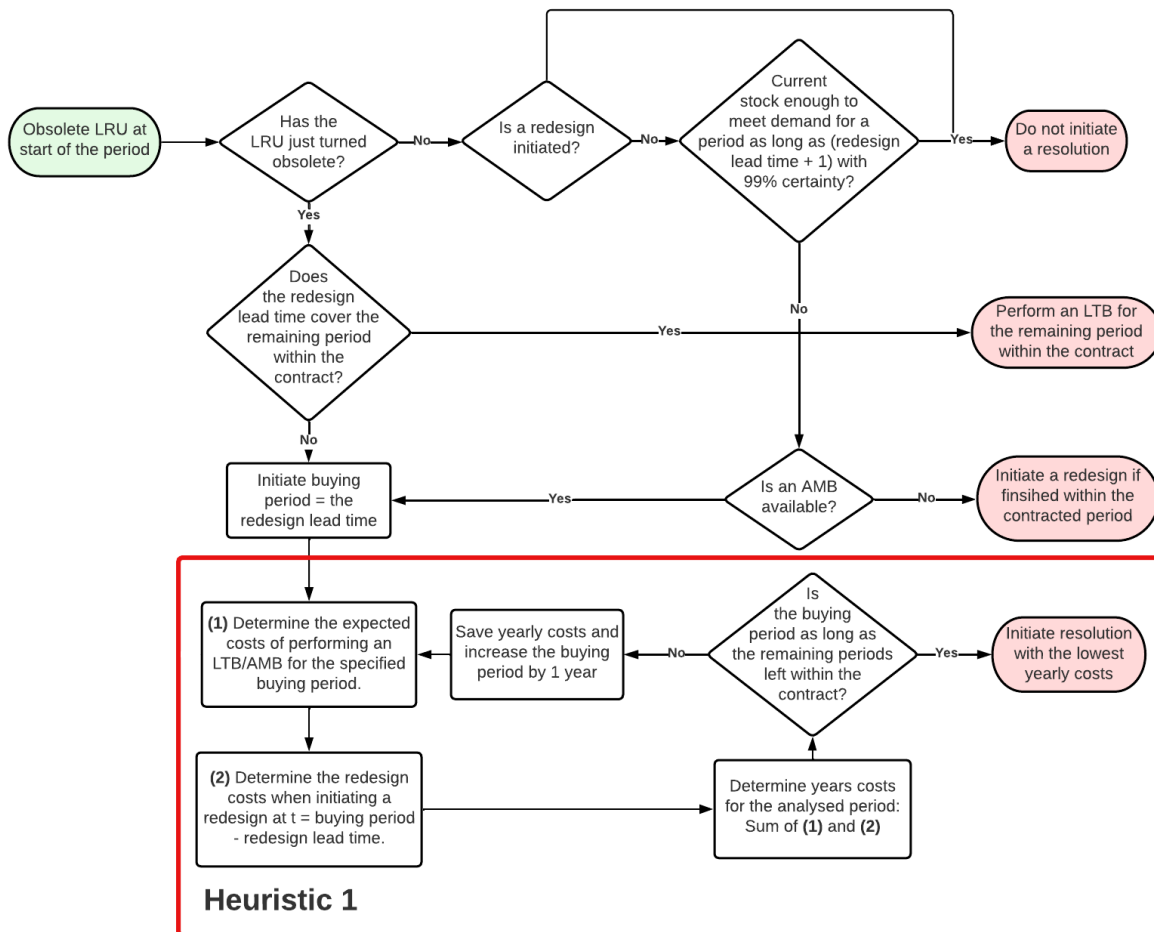 Obsolete LRU at
start of the period
Has the
LRU just turned
obsolete?
No
Is a redesign
initiated?
No
Current
stock enough to
meet demand for a
period as long as (redesign
lead time + 1) with
99% certainty?
Yes
Do not initiate
a resolution
Yes
Does
the redesign
lead time cover the
remaining period
within the
contract?
Yes
No
Perform an LTB for
the remaining period
within the contract
No
Initiate buying
period = the
redesign lead time
Yes
Is an AMB
available?
No
Initiate a redesign if
finsihed within the
contracted period
(1) Determine the expected
costs of performing an
LTB/AMB for the specified
buying period.
Save yearly costs and
increase the buying
period by 1 year
No
Is
the buying
period as long as
the remaining periods
left within the
contract?
Yes
Initiate resolution
with the lowest
yearly costs
(2) Determine the redesign
costs when initiating a
redesign at t = buying period
- redesign lead time.
Determine years costs
for the analysed period:
Sum of (1) and (2)
Heuristic 1